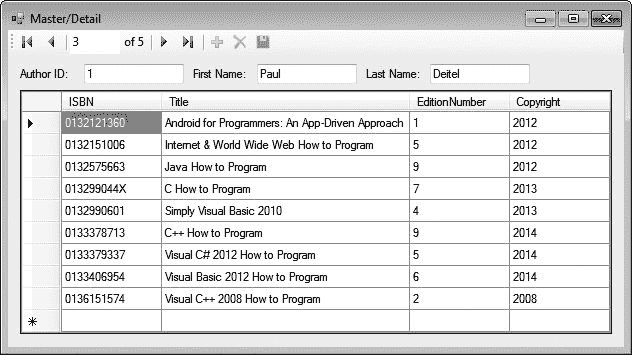 Master/Detail
3 of 5
Author ID: 1 First Name: Paul Last Name: Deitel
ISBN Title EditionNumber Copyright
0132121360 Android for Programmers: An App-Driven Approach 1 2012
0132151006 Internet & World Wide Web How to Program 5 2012
0132575663 Java How to Program 9 2012
013299044X C How to Program 7 2013
0132990601 Simply Visual Basic 2010 4 2013
0133378713 C++ How to Program 9 2014
0133379337 Visual C# 2012 How to Program 5 2014
0133406954 Visual Basic 2012 How to Program 6 2014
0136151574 Visual C++ 2008 How to Program 2 2008